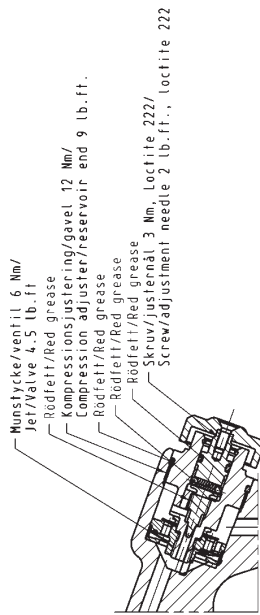 Munstycke/ventil 6 Nm/
Jet/Valve 4.5 lb.ft
Rödfett/Red grease
Kompressionsjustering/gavel 12 Nm/
Compression adjuster/reservoir end 9 lb.ft.
Rödfett/Red grease
Rödfett/Red grease
Rödfett/Red grease
Skruv/justernål 3 Nm, Loctite 222/
Screw/adjustment needle 2 lb.ft., loctite 222